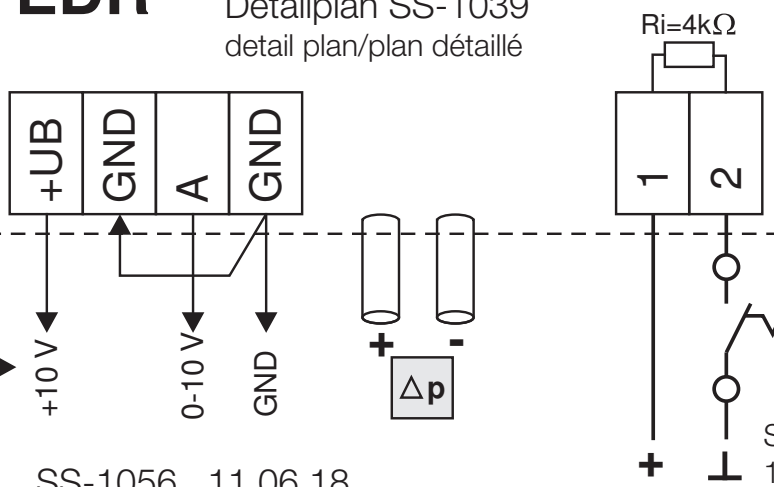 Detailplan SS-1039
detail plan/plan détaillé
Ri=4kΩ
+UB
GND
A
GND
1
2
+10 V
0-10 V
GND
+
-
Δp
+
SS-1056 11.06.18